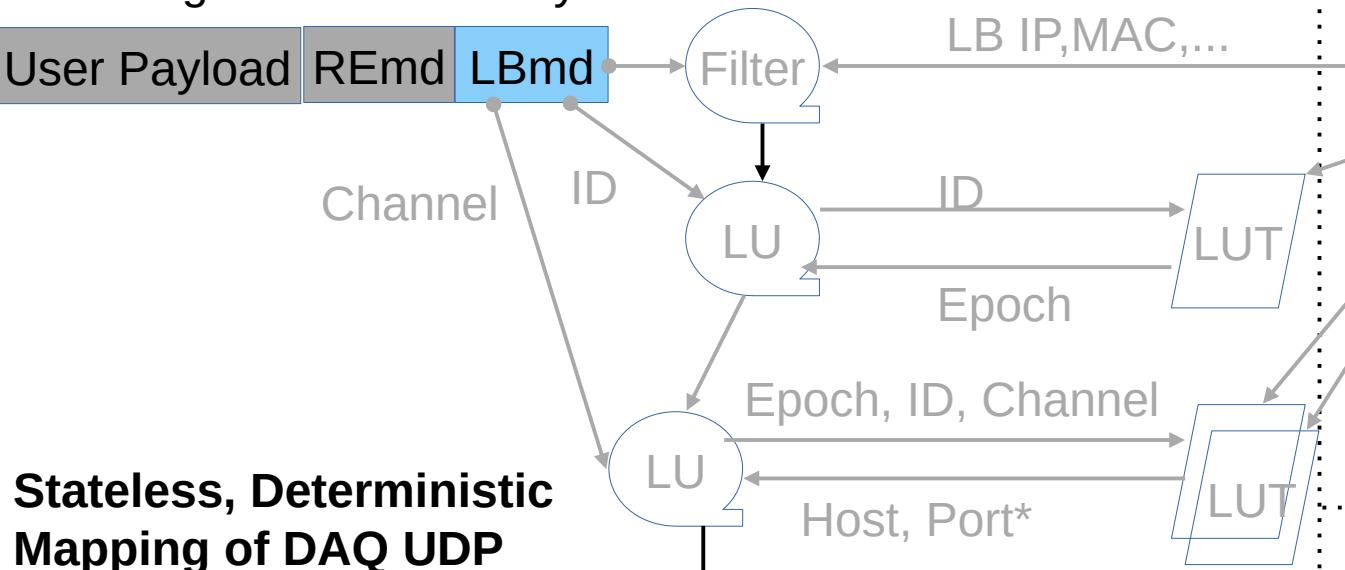 User Payload REmd LBmd
Filter
LB IP,MAC,...
Channel
ID
LU
ID
LUT
Epoch
Epoch, ID, Channel
LU
LUT
Host, Port*
Stateless, Deterministic
Mapping of DAQ UDP